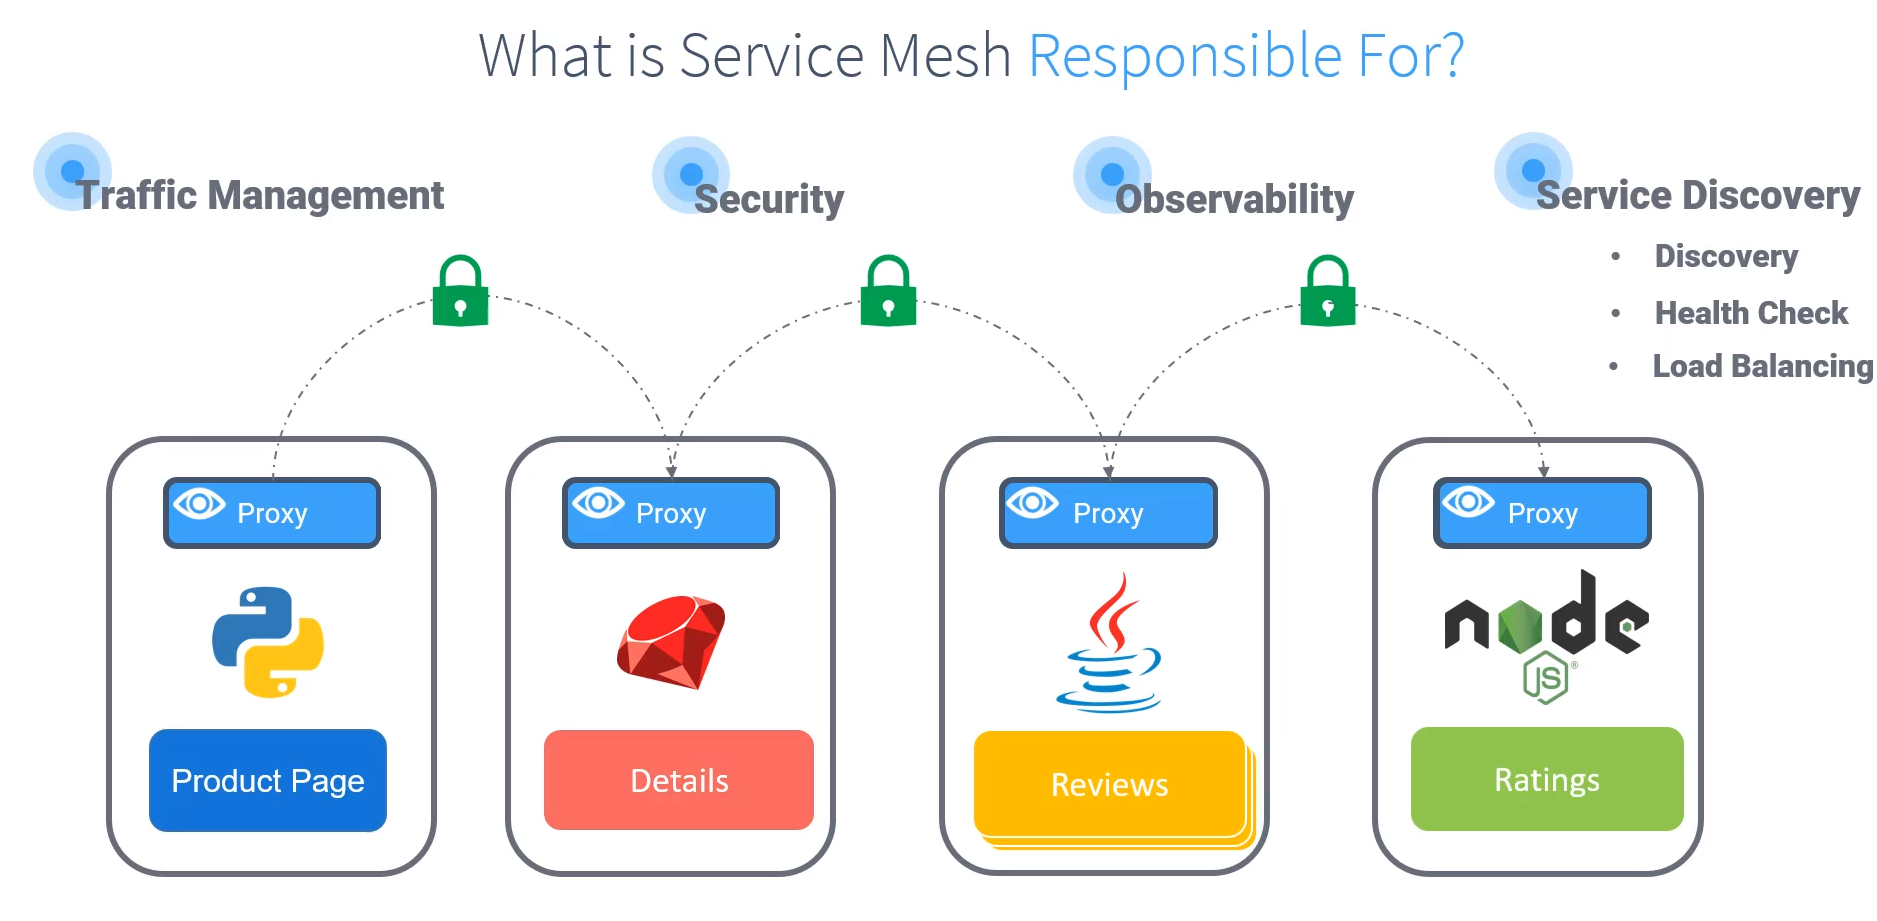 What is Service Mesh Responsible For?
Traffic Management
Security
Observability
Service Discovery
• Discovery
• Health Check
• Load Balancing
Proxy
Proxy
Proxy
Proxy
node
JS®
Product Page
Details
Reviews
Ratings